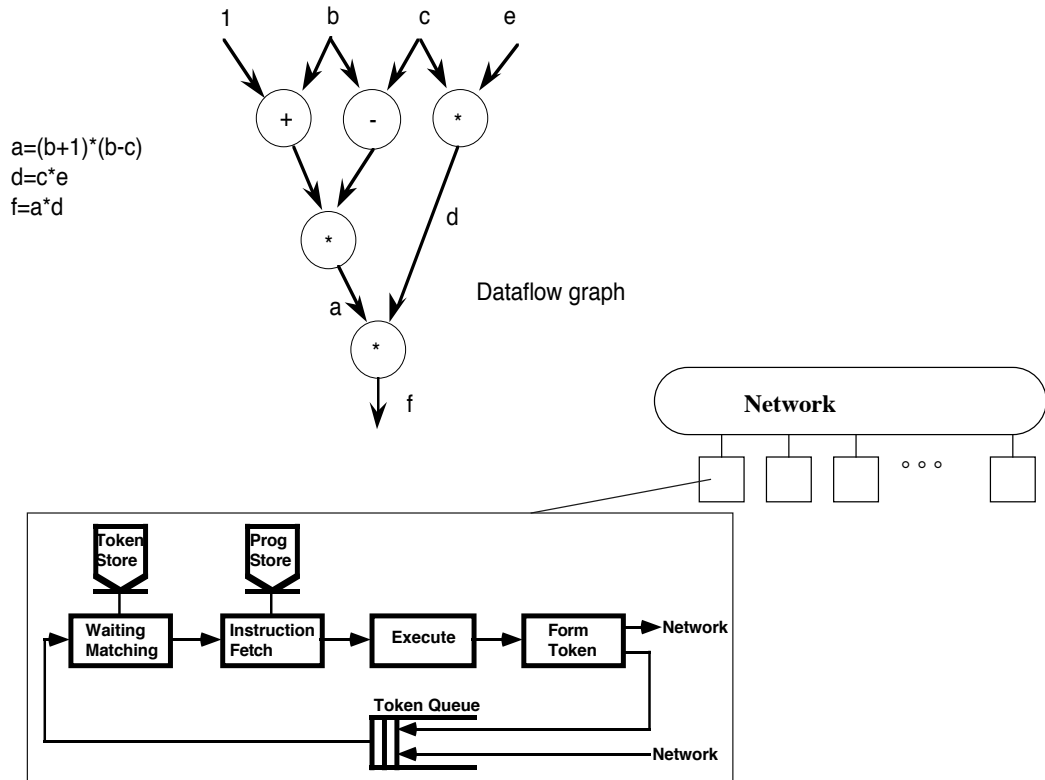 1 b c e
+ - *
a=(b+1)*(b-c)
d=c*e
f=a*d
*
d
a
Dataflow graph
*
f
Network
Token
Store
Prog
Store
Waiting
Matching
Instruction
Fetch
Execute
Form
Token
Network
Token Queue
Network